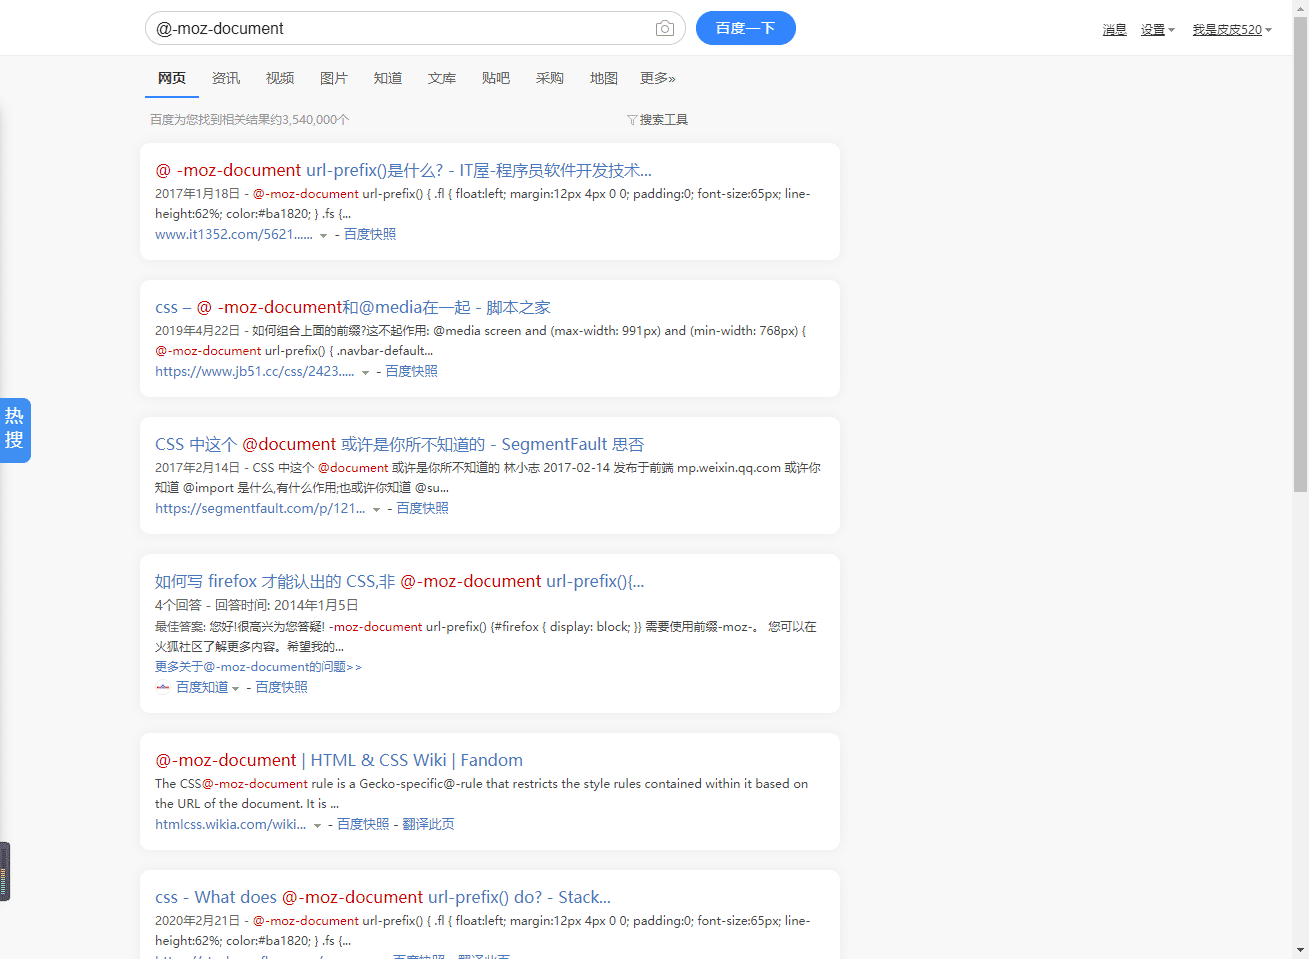 @-moz-document
百度一下
消息 设置 我是皮皮520
网页 资讯 视频 图片 知道 文库 贴吧 采购 地图 更多»
百度为您找到相关结果约3,540,000个
搜索工具
@ -moz-document url-prefix()是什么? - IT屋-程序员软件开发技术...
2017年1月18日 - @-moz-document url-prefix() { .fl { float:left; margin:12px 4px 0 0; padding:0; font-size:65px; line-
height:62%; color:#ba1820; } .fs {...
www.it1352.com/5621...... - 百度快照
css – @ -moz-document和@media在一起 - 脚本之家
2019年4月22日 - 如何组合上面的前缀?这不起作用: @media screen and (max-width: 991px) and (min-width: 768px) {
@-moz-document url-prefix() { .navbar-default...
https://www.jb51.cc/css/2423..... - 百度快照
热
搜
CSS 中这个 @document 或许是你所不知道的 - SegmentFault 思否
2017年2月14日 - CSS 中这个 @document 或许是你所不知道的 林小志 2017-02-14 发布于前端 mp.weixin.qq.com 或许你
知道 @import 是什么,有什么作用;也或许你知道 @su...
https://segmentfault.com/p/121... - 百度快照
如何写 firefox 才能认出的 CSS,非 @-moz-document url-prefix(){...
4个回答 - 回答时间: 2014年1月5日
最佳答案: 您好!很高兴为您答疑! -moz-document url-prefix() {#firefox { display: block; }} 需要使用前缀-moz-。 您可以在
火狐社区了解更多内容。希望我的...
更多关于@-moz-document的问题>>
百度知道 - 百度快照
@-moz-document | HTML & CSS Wiki | Fandom
The CSS@-moz-document rule is a Gecko-specific@-rule that restricts the style rules contained within it based on
the URL of the document. It is ...
htmlcss.wikia.com/wiki... - 百度快照 - 翻译此页
css - What does @-moz-document url-prefix() do? - Stack...
2020年2月21日 - @-moz-document url-prefix() { .fl { float:left; margin:12px 4px 0 0; padding:0; font-size:65px; line-
height:62%; color:#ba1820; } .fs {...
百度快照 - 翻译此页